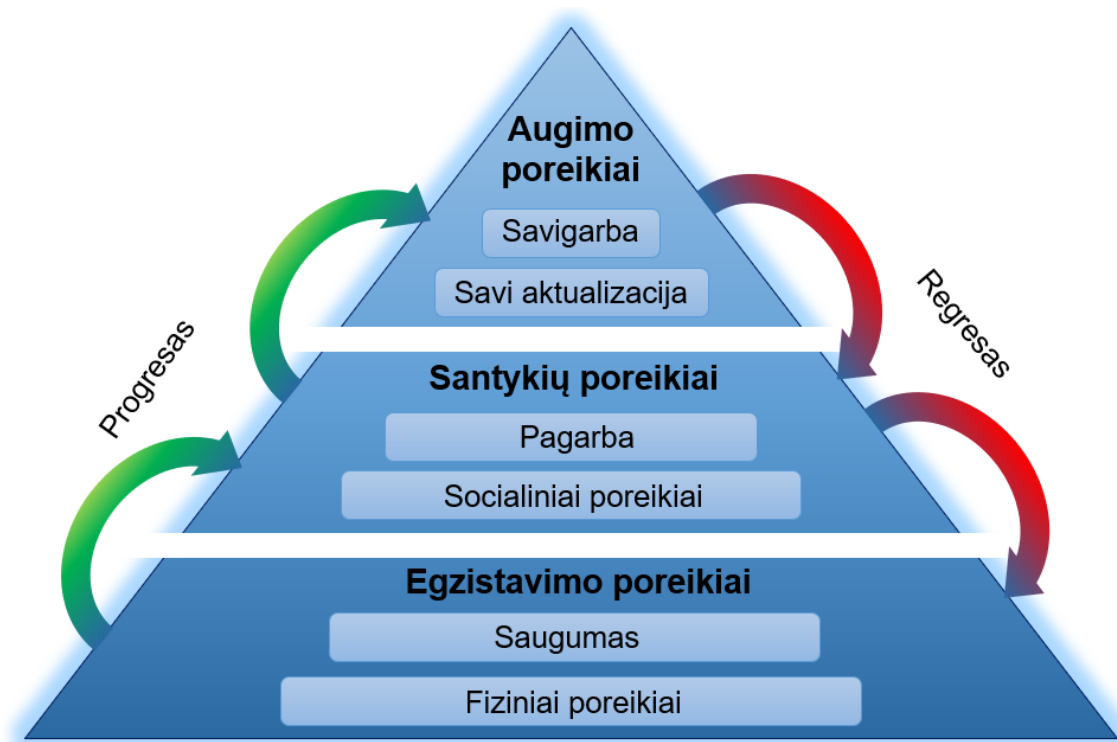 Augimo
poreikiai
Savigarba
Savi aktualizacija
Progresas
Regresas
Santykių poreikiai
Pagarba
Socialiniai poreikiai
Egzistavimo poreikiai
Saugumas
Fiziniai poreikiai